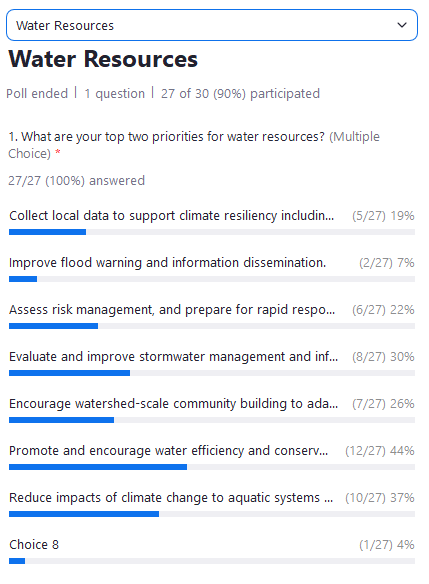 Water Resources
Water Resources
Poll ended | 1 question | 27 of 30 (90%) participated
1. What are your top two priorities for water resources? (Multiple
Choice) *
27/27 (100%) answered
Collect local data to support climate resiliency includin... (5/27) 19%
Improve flood warning and information dissemination. (2/27) 7%
Assess risk management, and prepare for rapid respo... (6/27) 22%
Evaluate and improve stormwater management and inf... (8/27) 30%
Encourage watershed-scale community building to ada... (7/27) 26%
Promote and encourage water efficiency and conserv... (12/27) 44%
Reduce impacts of climate change to aquatic systems ... (10/27) 37%
Choice 8 (1/27) 4%